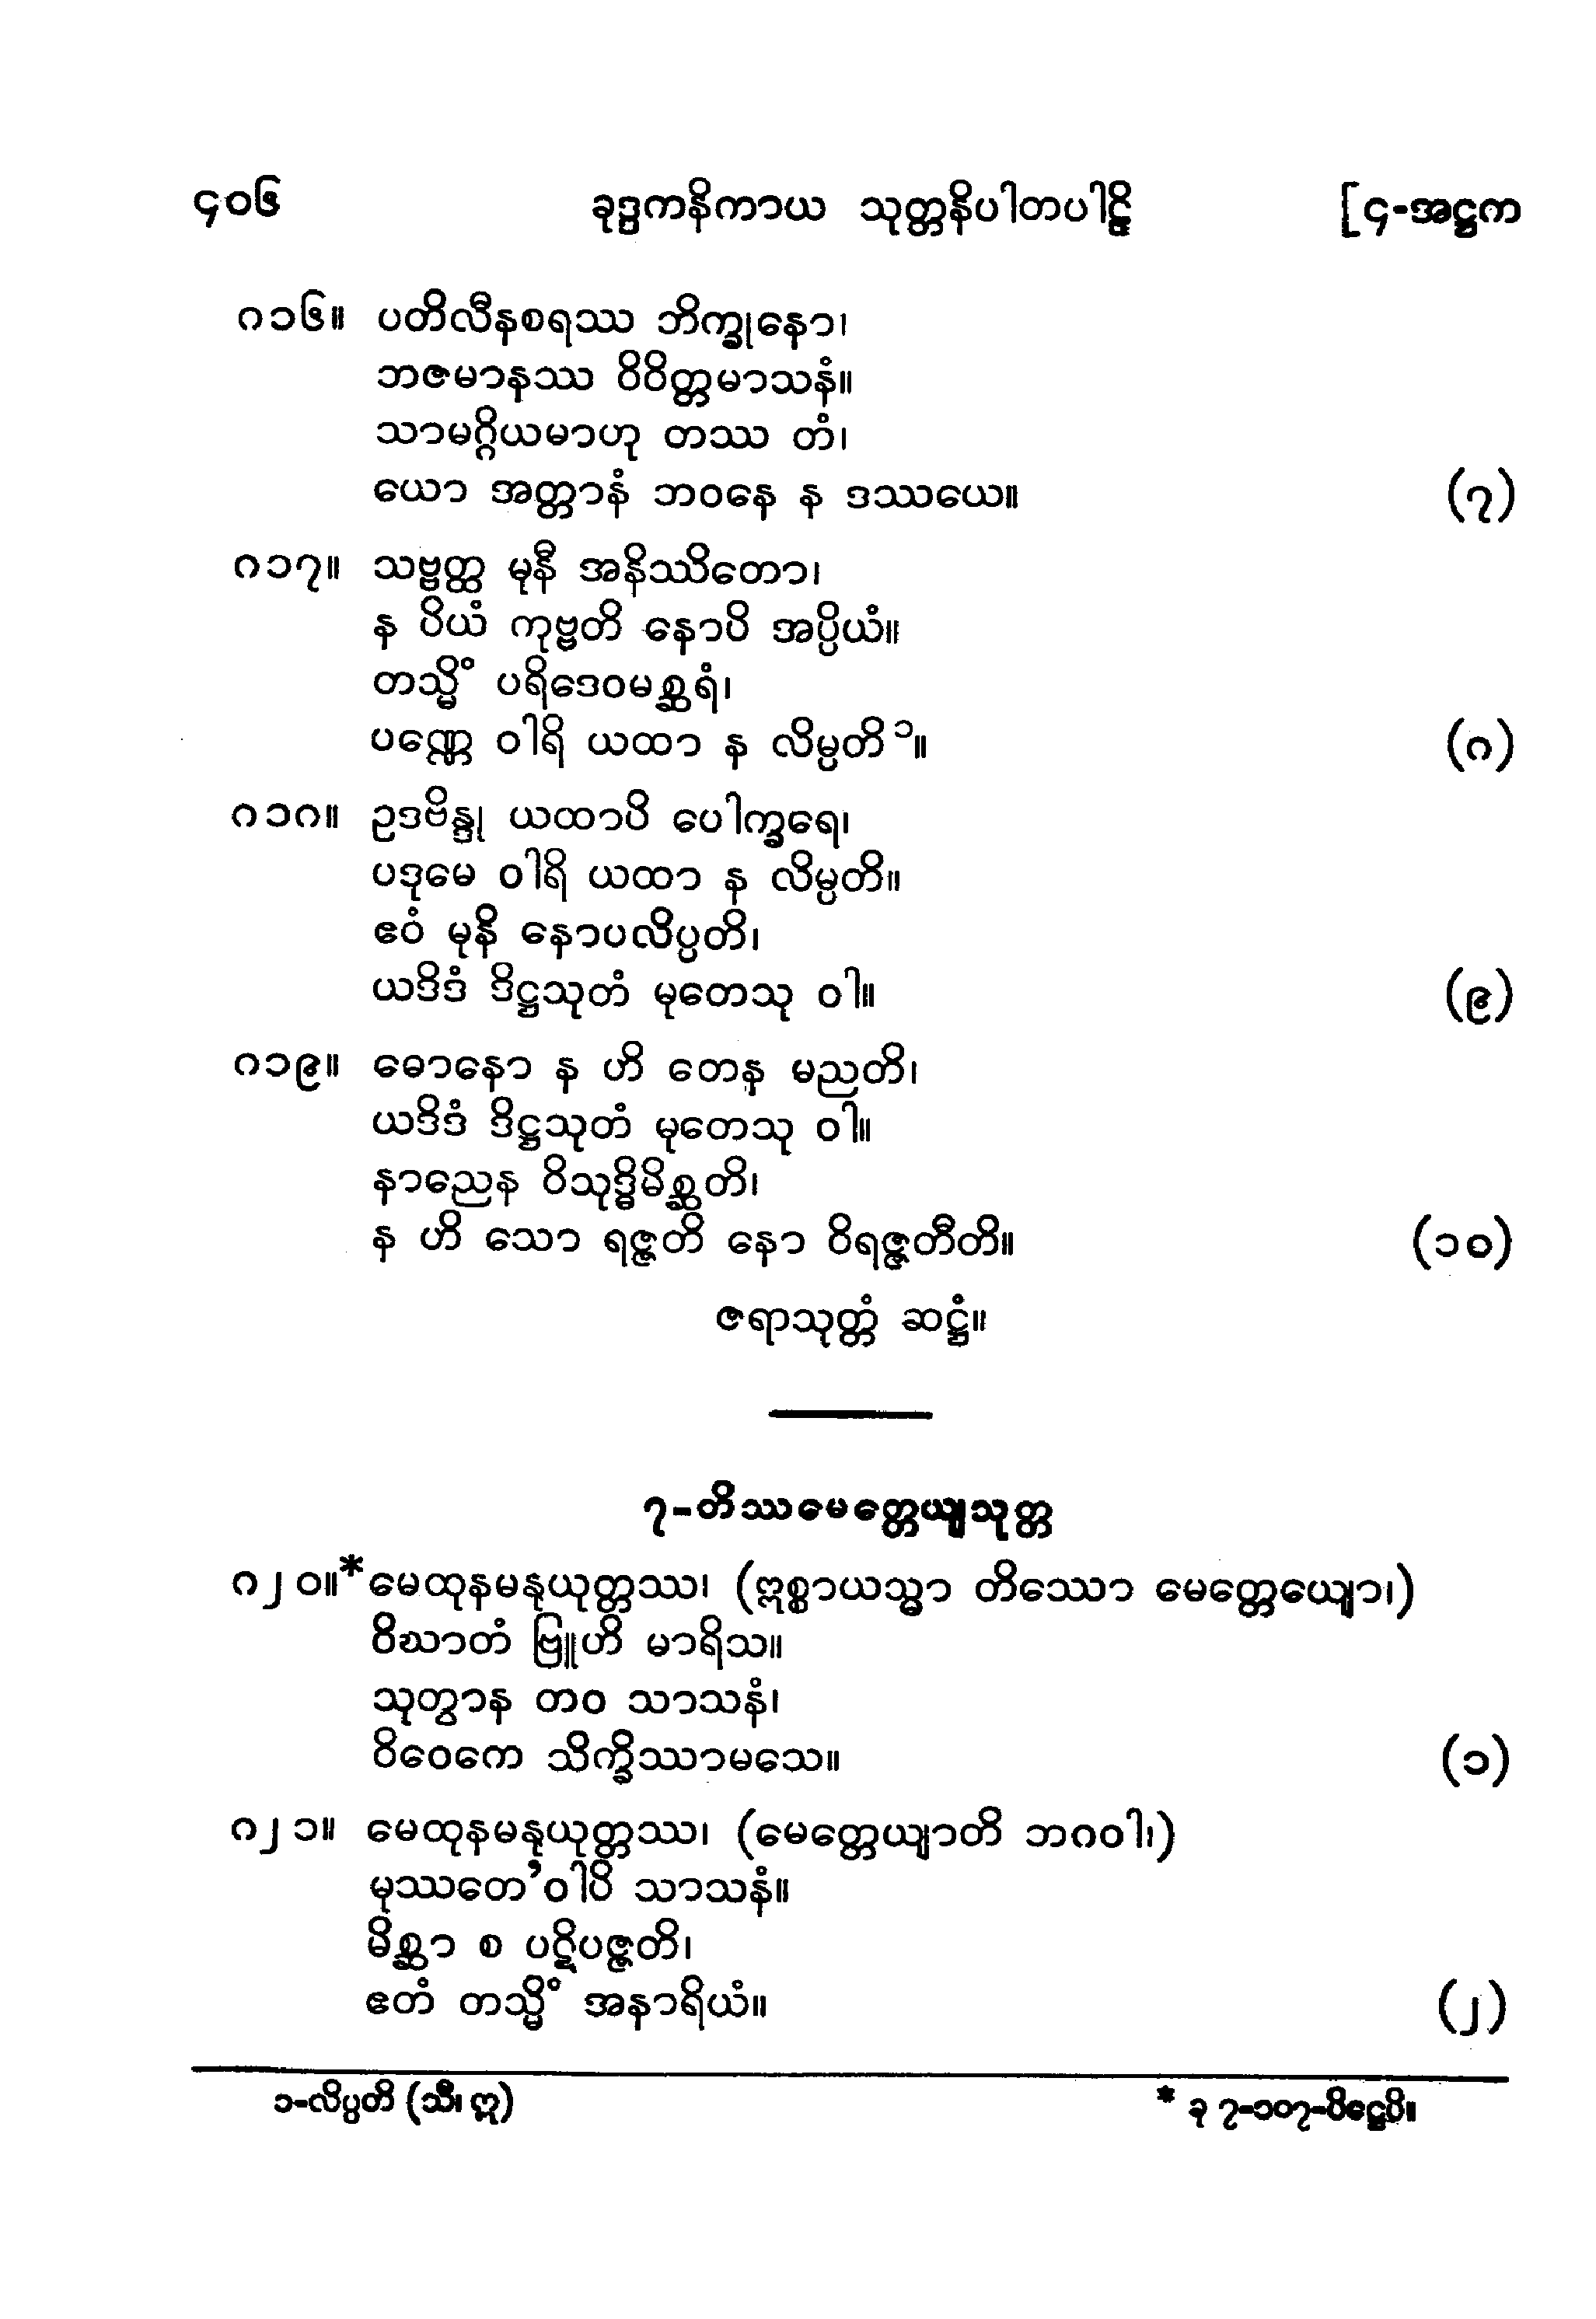 ၄၀၆ ခုဒ္ဒကနိကာယ သုတ္တနိပါတပါဠိ [၄-အဋ္ဌက
၈၁၆။ ပတိလီနစရဿ ဘိက္ခုနော၊
ဘဇမာနဿ ဝိဝိတ္တမာသနံ။
သာမဂ္ဂိယမာဟု တဿ တံ၊
ယော အတ္တာနံ ဘဝနေ န ဒဿယေ။ (၇)
၈၁၇။ သဗ္ဗတ္ထ မုနီ အနိဿိတော၊
န ပိယံ ကုဗ္ဗတိ နောပိ အပ္ပိယံ။
တသ္မိံ ပရိဒေဝမစ္ဆရံ၊
ပဏ္ဏေ ဝါရိ ယထာ န လိမ္ပတိ ၁။ (၈)
၈၁၈။ ဥဒဗိန္ဒု ယထာပိ ပေါက္ခရေ၊
ပဒုမေ ဝါရိ ယထာ န လိမ္ပတိ။
ဧဝံ မုနိ နောပလိပ္ပတိ၊
ယဒိဒံ ဒိဋ္ဌသုတံ မုတေသု ဝါ။ (၉)
၈၁၉။ ဓောနော န ဟိ တေန မညတိ၊
ယဒိဒံ ဒိဋ္ဌသုတံ မုတေသု ဝါ။
နာညေန ဝိသုဒ္ဓိမိစ္ဆတိ၊
န ဟိ သော ရဇ္ဇတိ နော ဝိရဇ္ဇတီတိ။ (၁၀)
ဇရာသုတ္တံ ဆဋ္ဌံ။
၇-တိဿမေတ္တေယျသုတ္တ
၈၂၀။* မေထုနမနုယုတ္တဿ၊ (ဣစ္စာယသ္မာ တိဿော မေတ္တေယျော၊)
ဝိဃာတံ ဗြူဟိ မာရိသ။
သုတွာန တဝ သာသနံ၊
ဝိဝေကေ သိက္ခိဿာမသေ။ (၁)
၈၂၁။ မေထုနမနုယုတ္တဿ၊ (မေတ္တေယျာတိ ဘဂဝါ၊)
မုဿတေ'ဝါပိ သာသနံ။
မိစ္ဆာ စ ပဋိပဇ္ဇတိ၊
ဧတံ တသ္မိံ အနာရိယံ။ (၂)
၁-လိပ္ပတိ (သီ၊ ဣ) * ခု ၇-၁၀၇-ပိဋ္ဌေပိ။